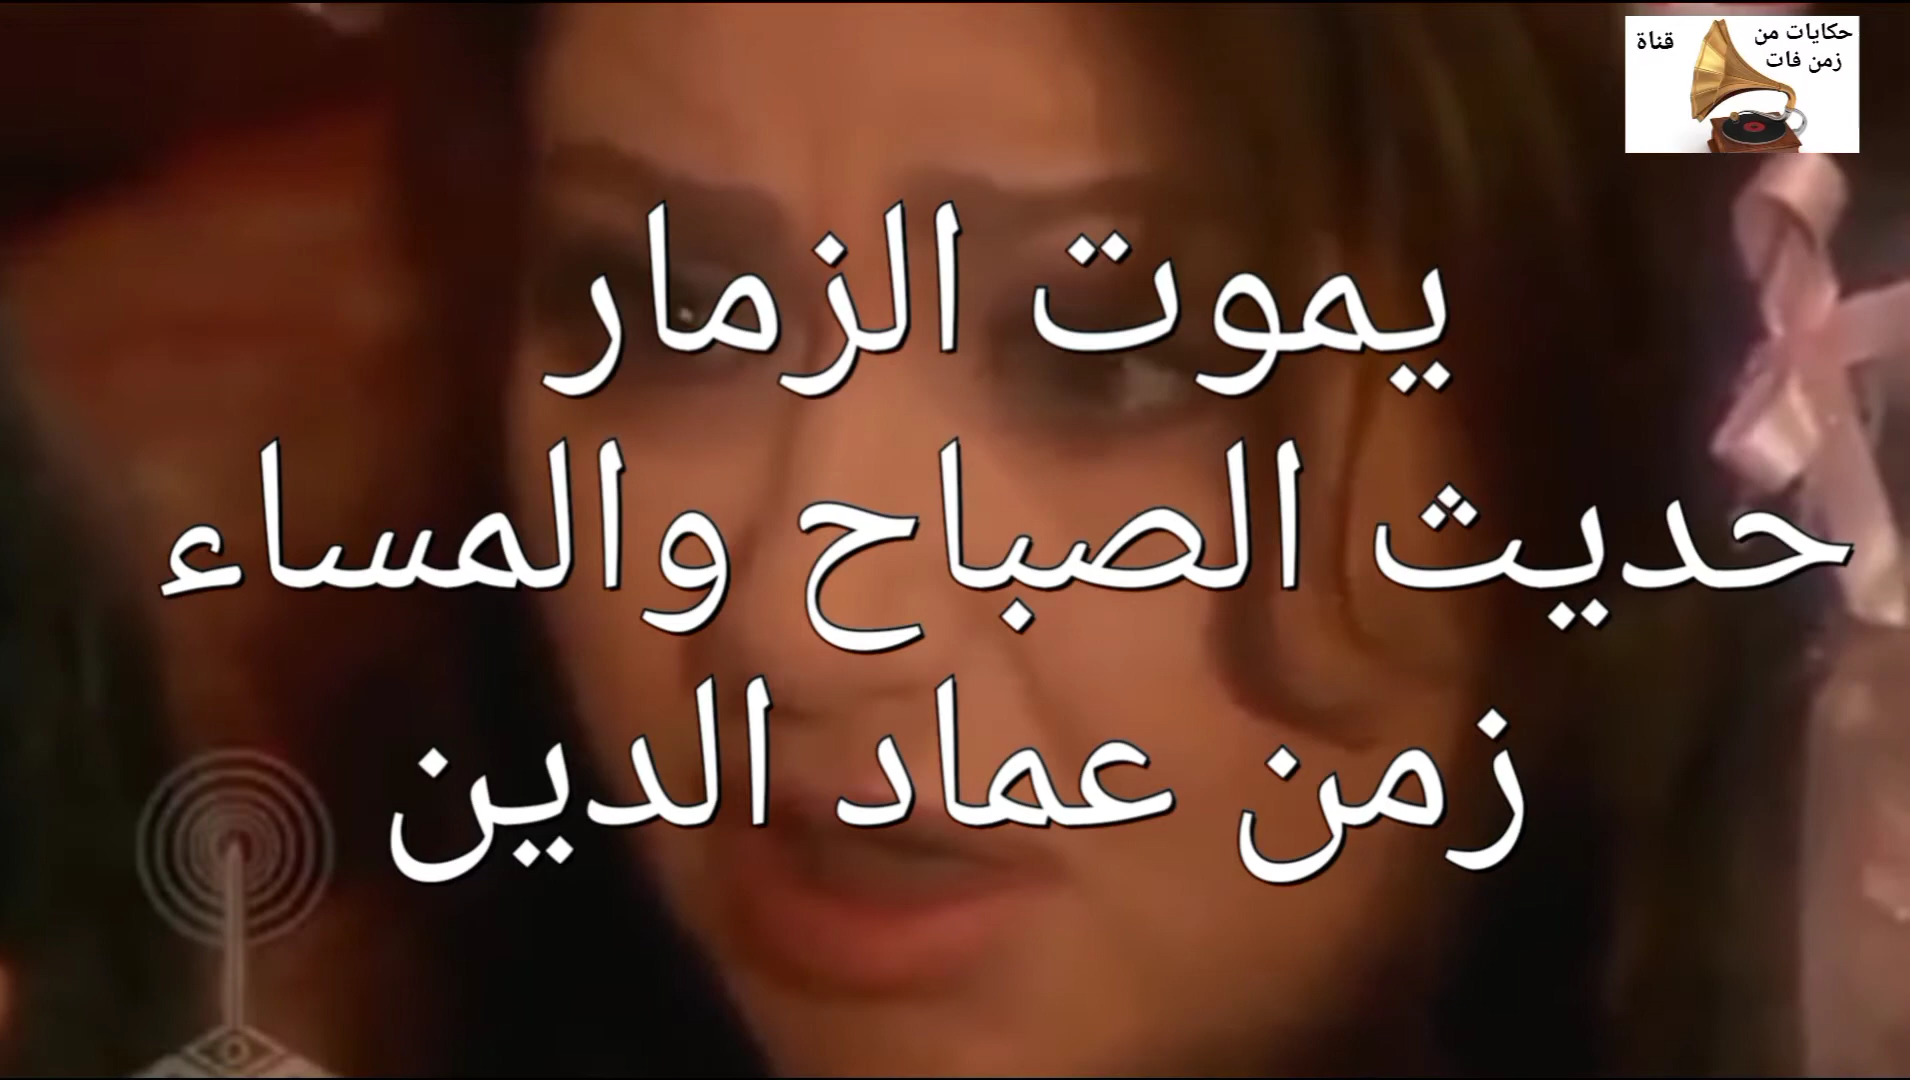 قناة
حكايات من
زمن فات
يموت الزمار
حديث الصباح والمساء
زمن عماد الدين